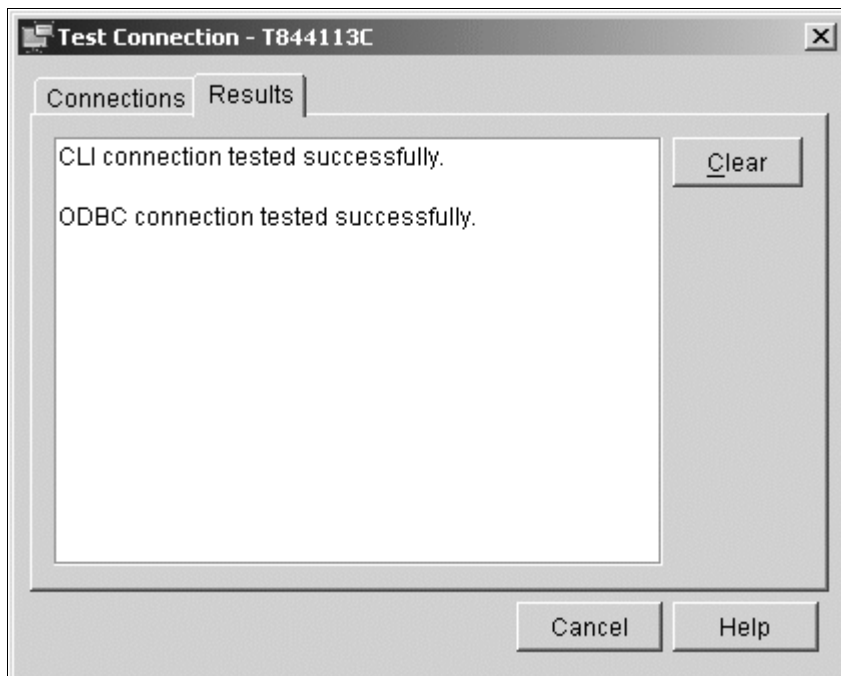 Test Connection - T844113C
Connections
Results
CLI connection tested successfully.
Clear
ODBC connection tested successfully.
Cancel
Help